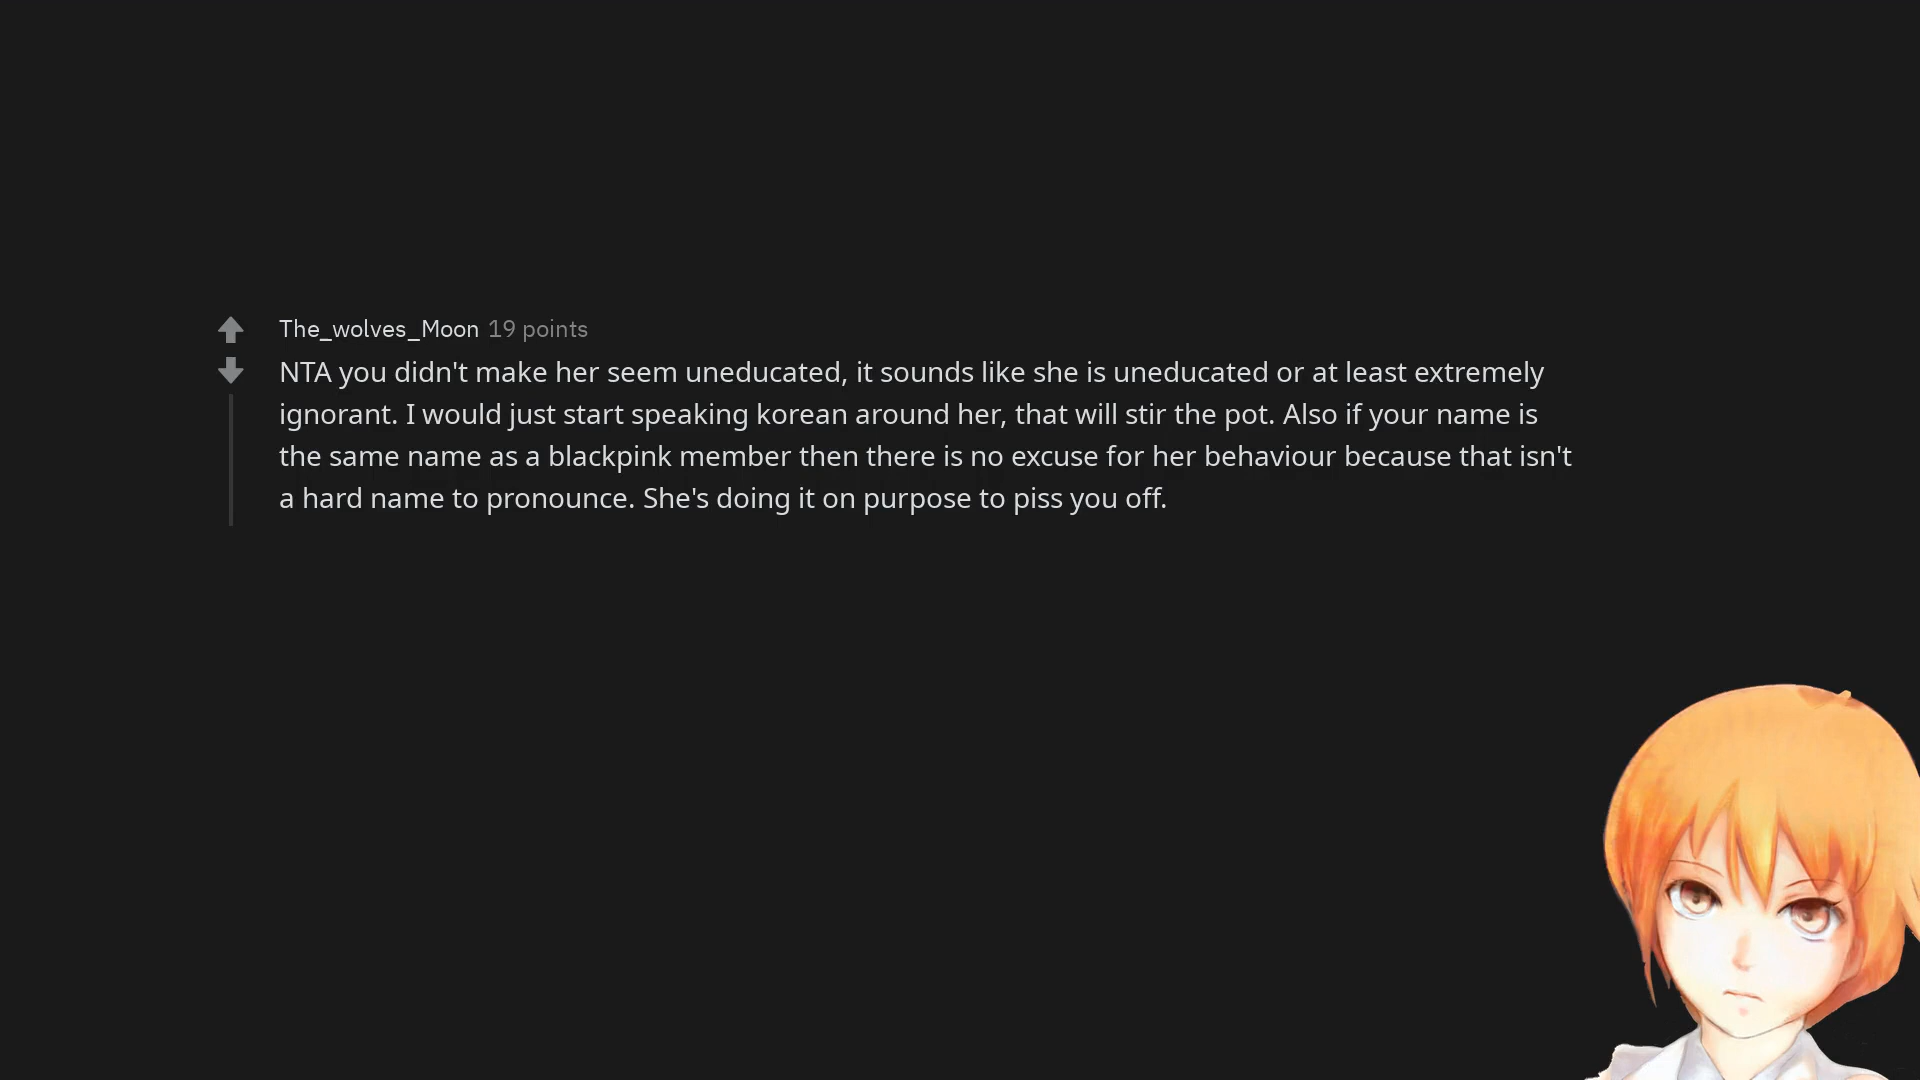 The_wolves_Moon 19 points
NTA you didn't make her seem uneducated, it sounds like she is uneducated or at least extremely
ignorant. I would just start speaking korean around her, that will stir the pot. Also if your name is
the same name as a blackpink member then there is no excuse for her behaviour because that isn't
a hard name to pronounce. She's doing it on purpose to piss you off.